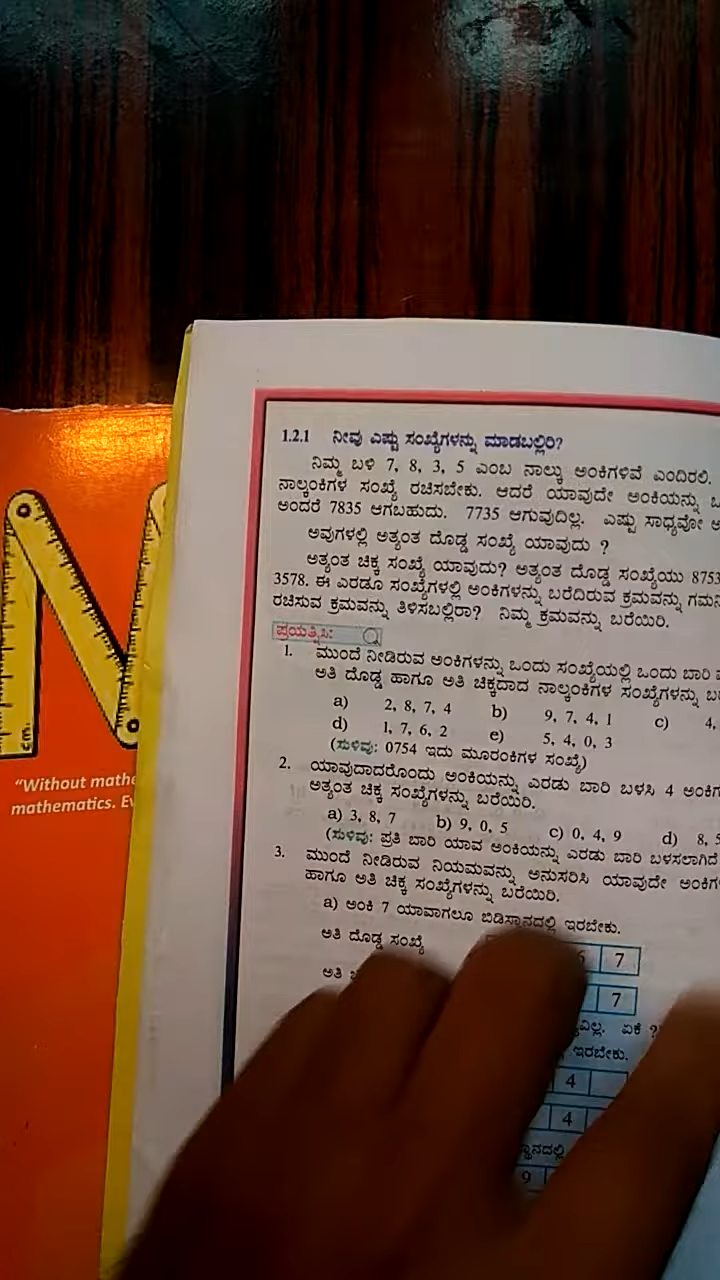 1.2.1 ನೀವು ಎಷ್ಟು ಸಂಖ್ಯೆಗಳನ್ನು ಮಾಡಬಲ್ಲಿರಿ?
ನಿಮ್ಮ ಬಳಿ 7, 8, 3, 5 ಎಂಬ ನಾಲ್ಕು ಅಂಕಿಗಳಿವೆ ಎಂದಿರಲಿ.
ನಾಲ್ಕಂಕಿಗಳ ಸಂಖ್ಯೆ ರಚಿಸಬೇಕು. ಆದರೆ ಯಾವುದೇ ಅಂಕಿಯನ್ನು
ಅಂದರೆ 7835 ಆಗಬಹುದು. 7735 ಆಗುವುದಿಲ್ಲ. ಎಷ್ಟು ಸಾಧ್ಯವೋ
ಅವುಗಳಲ್ಲಿ ಅತ್ಯಂತ ದೊಡ್ಡ ಸಂಖ್ಯೆ ಯಾವುದು ?
ಅತ್ಯಂತ ಚಿಕ್ಕ ಸಂಖ್ಯೆ ಯಾವುದು? ಅತ್ಯಂತ ದೊಡ್ಡ ಸಂಖ್ಯೆಯು 8753
3578. ಈ ಎರಡೂ ಸಂಖ್ಯೆಗಳಲ್ಲಿ ಅಂಕಿಗಳನ್ನು ಬರೆದಿರುವ ಕ್ರಮವನ್ನು
ರಚಿಸುವ ಕ್ರಮವನ್ನು ತಿಳಿಸಬಲ್ಲಿರಾ? ನಿಮ್ಮ ಕ್ರಮವನ್ನು ಬರೆಯಿರಿ.
ಪ್ರಯತ್ನಿಸಿ:
1. ಮುಂದೆ ನೀಡಿರುವ ಅಂಕಿಗಳನ್ನು ಒಂದು ಸಂಖ್ಯೆಯಲ್ಲಿ ಒಂದು ಬಾರಿ
ಅತಿ ದೊಡ್ಡ ಹಾಗೂ ಅತಿ ಚಿಕ್ಕದಾದ ನಾಲ್ಕಂಕಿಗಳ ಸಂಖ್ಯೆಗಳನ್ನು
a) 2, 8, 7, 4 b) 9, 7, 4, 1 c) 4,
d) 1, 7, 6, 2 e) 5, 4, 0, 3
(ಸುಳಿವು: 0754 ಇದು ಮೂರಂಕಿಗಳ ಸಂಖ್ಯೆ)
2. ಯಾವುದಾದರೊಂದು ಅಂಕಿಯನ್ನು ಎರಡು ಬಾರಿ ಬಳಸಿ 4
ಅತ್ಯಂತ ಚಿಕ್ಕ ಸಂಖ್ಯೆಗಳನ್ನು ಬರೆಯಿರಿ.
a) 3, 8, 7 b) 9, 0, 5 c) 0, 4, 9 d) 8,
(ಸುಳಿವು: ಪ್ರತಿ ಬಾರಿ ಯಾವ ಅಂಕಿಯನ್ನು ಎರಡು ಬಾರಿ ಬಳಸಲಾಗಿದೆ
3. ಮುಂದೆ ನೀಡಿರುವ ನಿಯಮವನ್ನು ಅನುಸರಿಸಿ ಯಾವುದೇ
ಹಾಗೂ ಅತಿ ಚಿಕ್ಕ ಸಂಖ್ಯೆಗಳನ್ನು ಬರೆಯಿರಿ.
a) ಅಂಕಿ 7 ಯಾವಾಗಲೂ ಬಿಡಿಸ್ಥಾನದಲ್ಲಿ ಇರಬೇಕು.
ಅತಿ ದೊಡ್ಡ ಸಂಖ್ಯೆ 7
ಅತಿ 7
ಏಕೆ ?
ಇರಬೇಕು.
4
4
9
cm.
"Without
mathematics.